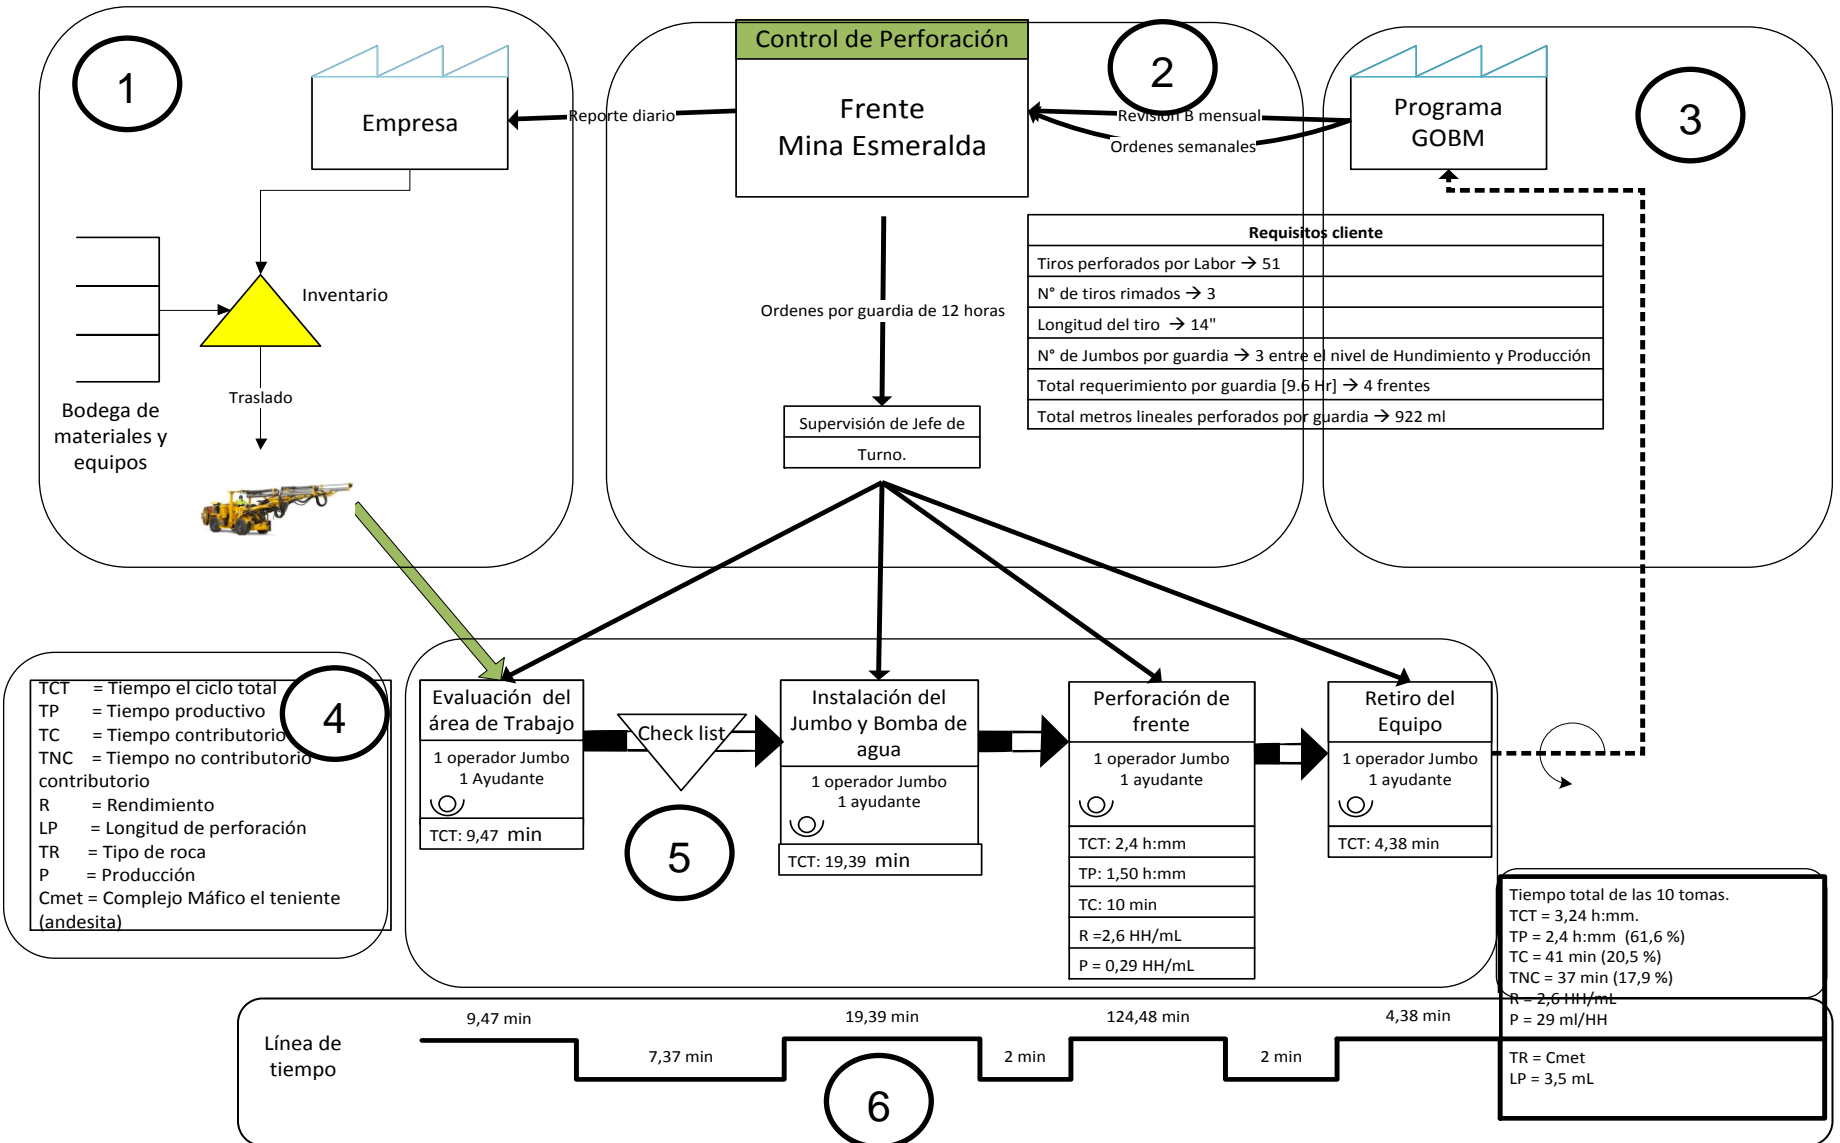 1
Empresa
Reporte diario
Inventario
Traslado
Bodega de
materiales y
equipos
Control de Perforación
Frente
Mina Esmeralda
2
Revisión B mensual
Ordenes semanales
Programa
GOBM
3
Ordenes por guardia de 12 horas
Supervisión de Jefe de
Turno.
Requisitos cliente
Tiros perforados por Labor → 51
N° de tiros rimados → 3
Longitud del tiro → 14"
N° de Jumbos por guardia → 3 entre el nivel de Hundimiento y Producción
Total requerimiento por guardia [9.6 Hr] → 4 frentes
Total metros lineales perforados por guardia → 922 ml
4
TCT = Tiempo el ciclo total
TP = Tiempo productivo
TC = Tiempo contributorio
TNC = Tiempo no contributorio
contributorio
R = Rendimiento
LP = Longitud de perforación
TR = Tipo de roca
P = Producción
Cmet = Complejo Máfico el teniente
(andesita)
Evaluación del
área de Trabajo
1 operador Jumbo
1 Ayudante
TCT: 9,47 min
Check list
5
Instalación del
Jumbo y Bomba de
agua
1 operador Jumbo
1 ayudante
TCT: 19,39 min
Perforación de
frente
1 operador Jumbo
1 ayudante
TCT: 2,4 h:mm
TP: 1,50 h:mm
TC: 10 min
R =2,6 HH/mL
P = 0,29 HH/mL
Retiro del
Equipo
1 operador Jumbo
1 ayudante
TCT: 4,38 min
Tiempo total de las 10 tomas.
TCT = 3,24 h:mm.
TP = 2,4 h:mm (61,6 %)
TC = 41 min (20,5 %)
TNC = 37 min (17,9 %)
R = 2,6 HH/mL
P = 29 ml/HH
TR = Cmet
LP = 3,5 mL
Línea de
tiempo
9,47 min
7,37 min
19,39 min
2 min
124,48 min
2 min
4,38 min
6